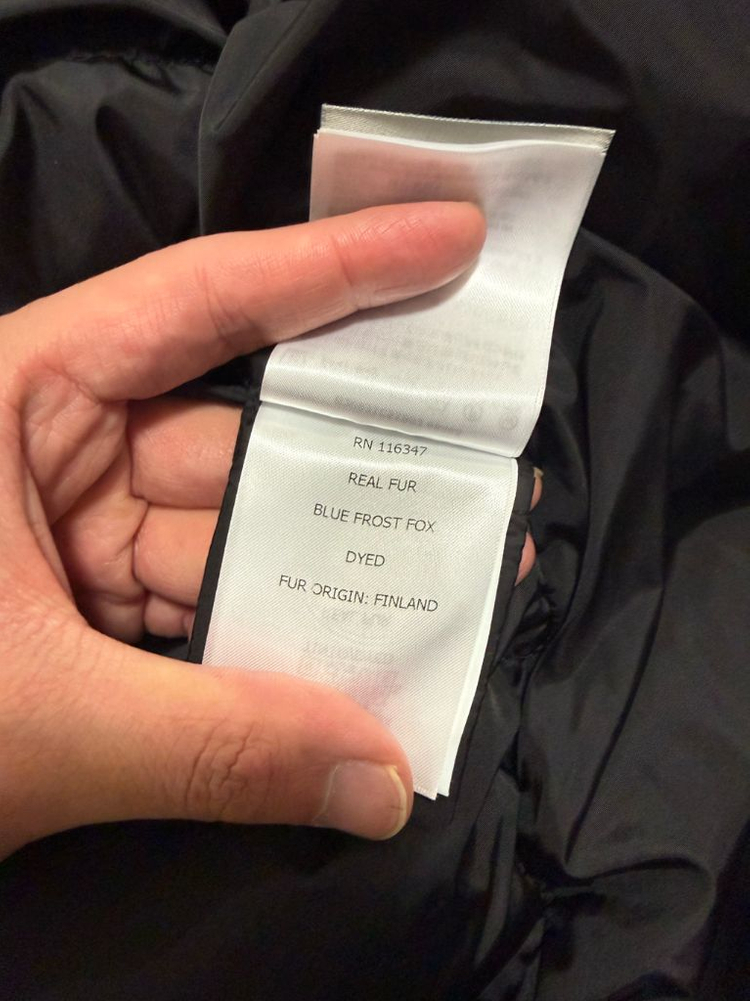 RN 116347
REAL FUR
BLUE FROST FOX
DYED
FUR ORIGIN: FINLAND